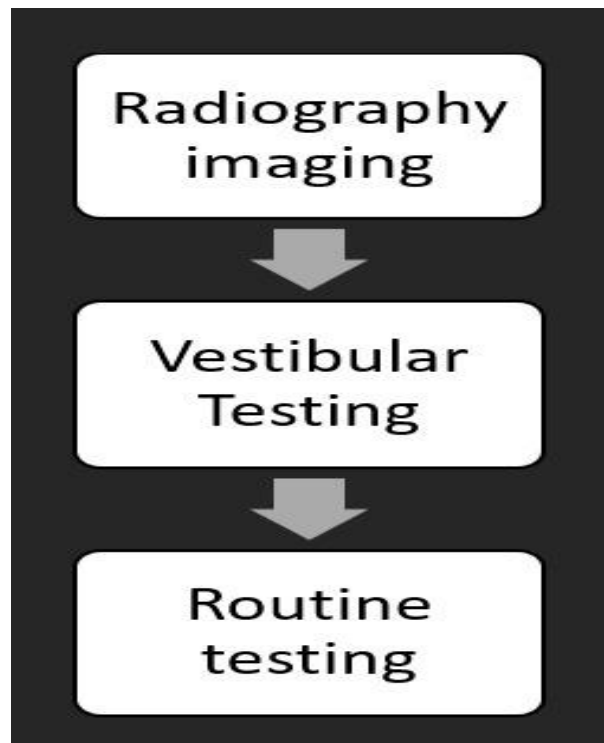 Radiography
imaging
Vestibular
Testing
Routine
testing